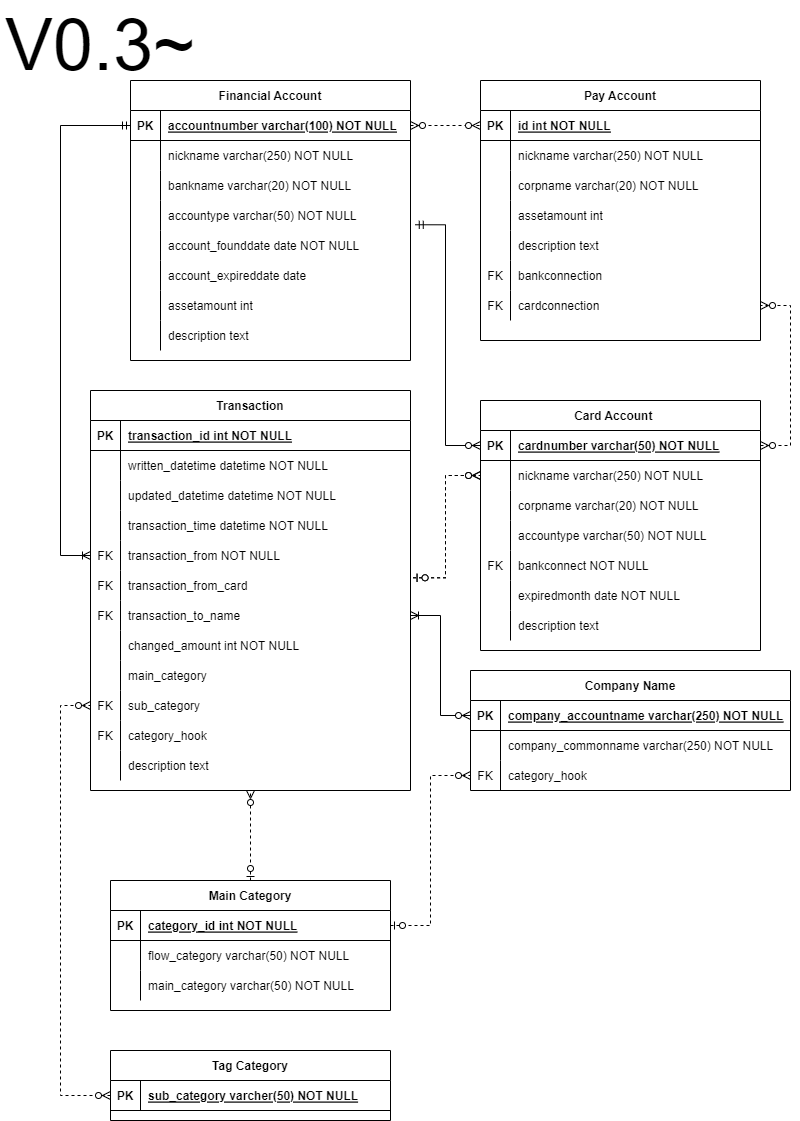 V0.3~
Financial Account
PK accountnumber varchar(100) NOT NULL
nickname varchar(250) NOT NULL
bankname varchar(20) NOT NULL
accountype varchar(50) NOT NULL
account_founddate date NOT NULL
account_expireddate date
assetamount int
description text
Pay Account
PK id int NOT NULL
nickname varchar(250) NOT NULL
corpname varchar(20) NOT NULL
assetamount int
description text
FK bankconnection
FK cardconnection
Transaction
PK transaction_id int NOT NULL
written_datetime datetime NOT NULL
updated_datetime datetime NOT NULL
transaction_time datetime NOT NULL
FK transaction_from NOT NULL
FK transaction_from_card
FK transaction_to_name
changed_amount int NOT NULL
main_category
FK sub_category
FK category_hook
description text
Card Account
PK cardnumber varchar(50) NOT NULL
nickname varchar(250) NOT NULL
corpname varchar(20) NOT NULL
accountype varchar(50) NOT NULL
FK bankconnect NOT NULL
expiredmonth date NOT NULL
description text
Company Name
PK company_accountname varchar(250) NOT NULL
company_commonname varchar(250) NOT NULL
FK category_hook
Main Category
PK category_id int NOT NULL
flow_category varchar(50) NOT NULL
main_category varchar(50) NOT NULL
Tag Category
PK sub_category varcher(50) NOT NULL